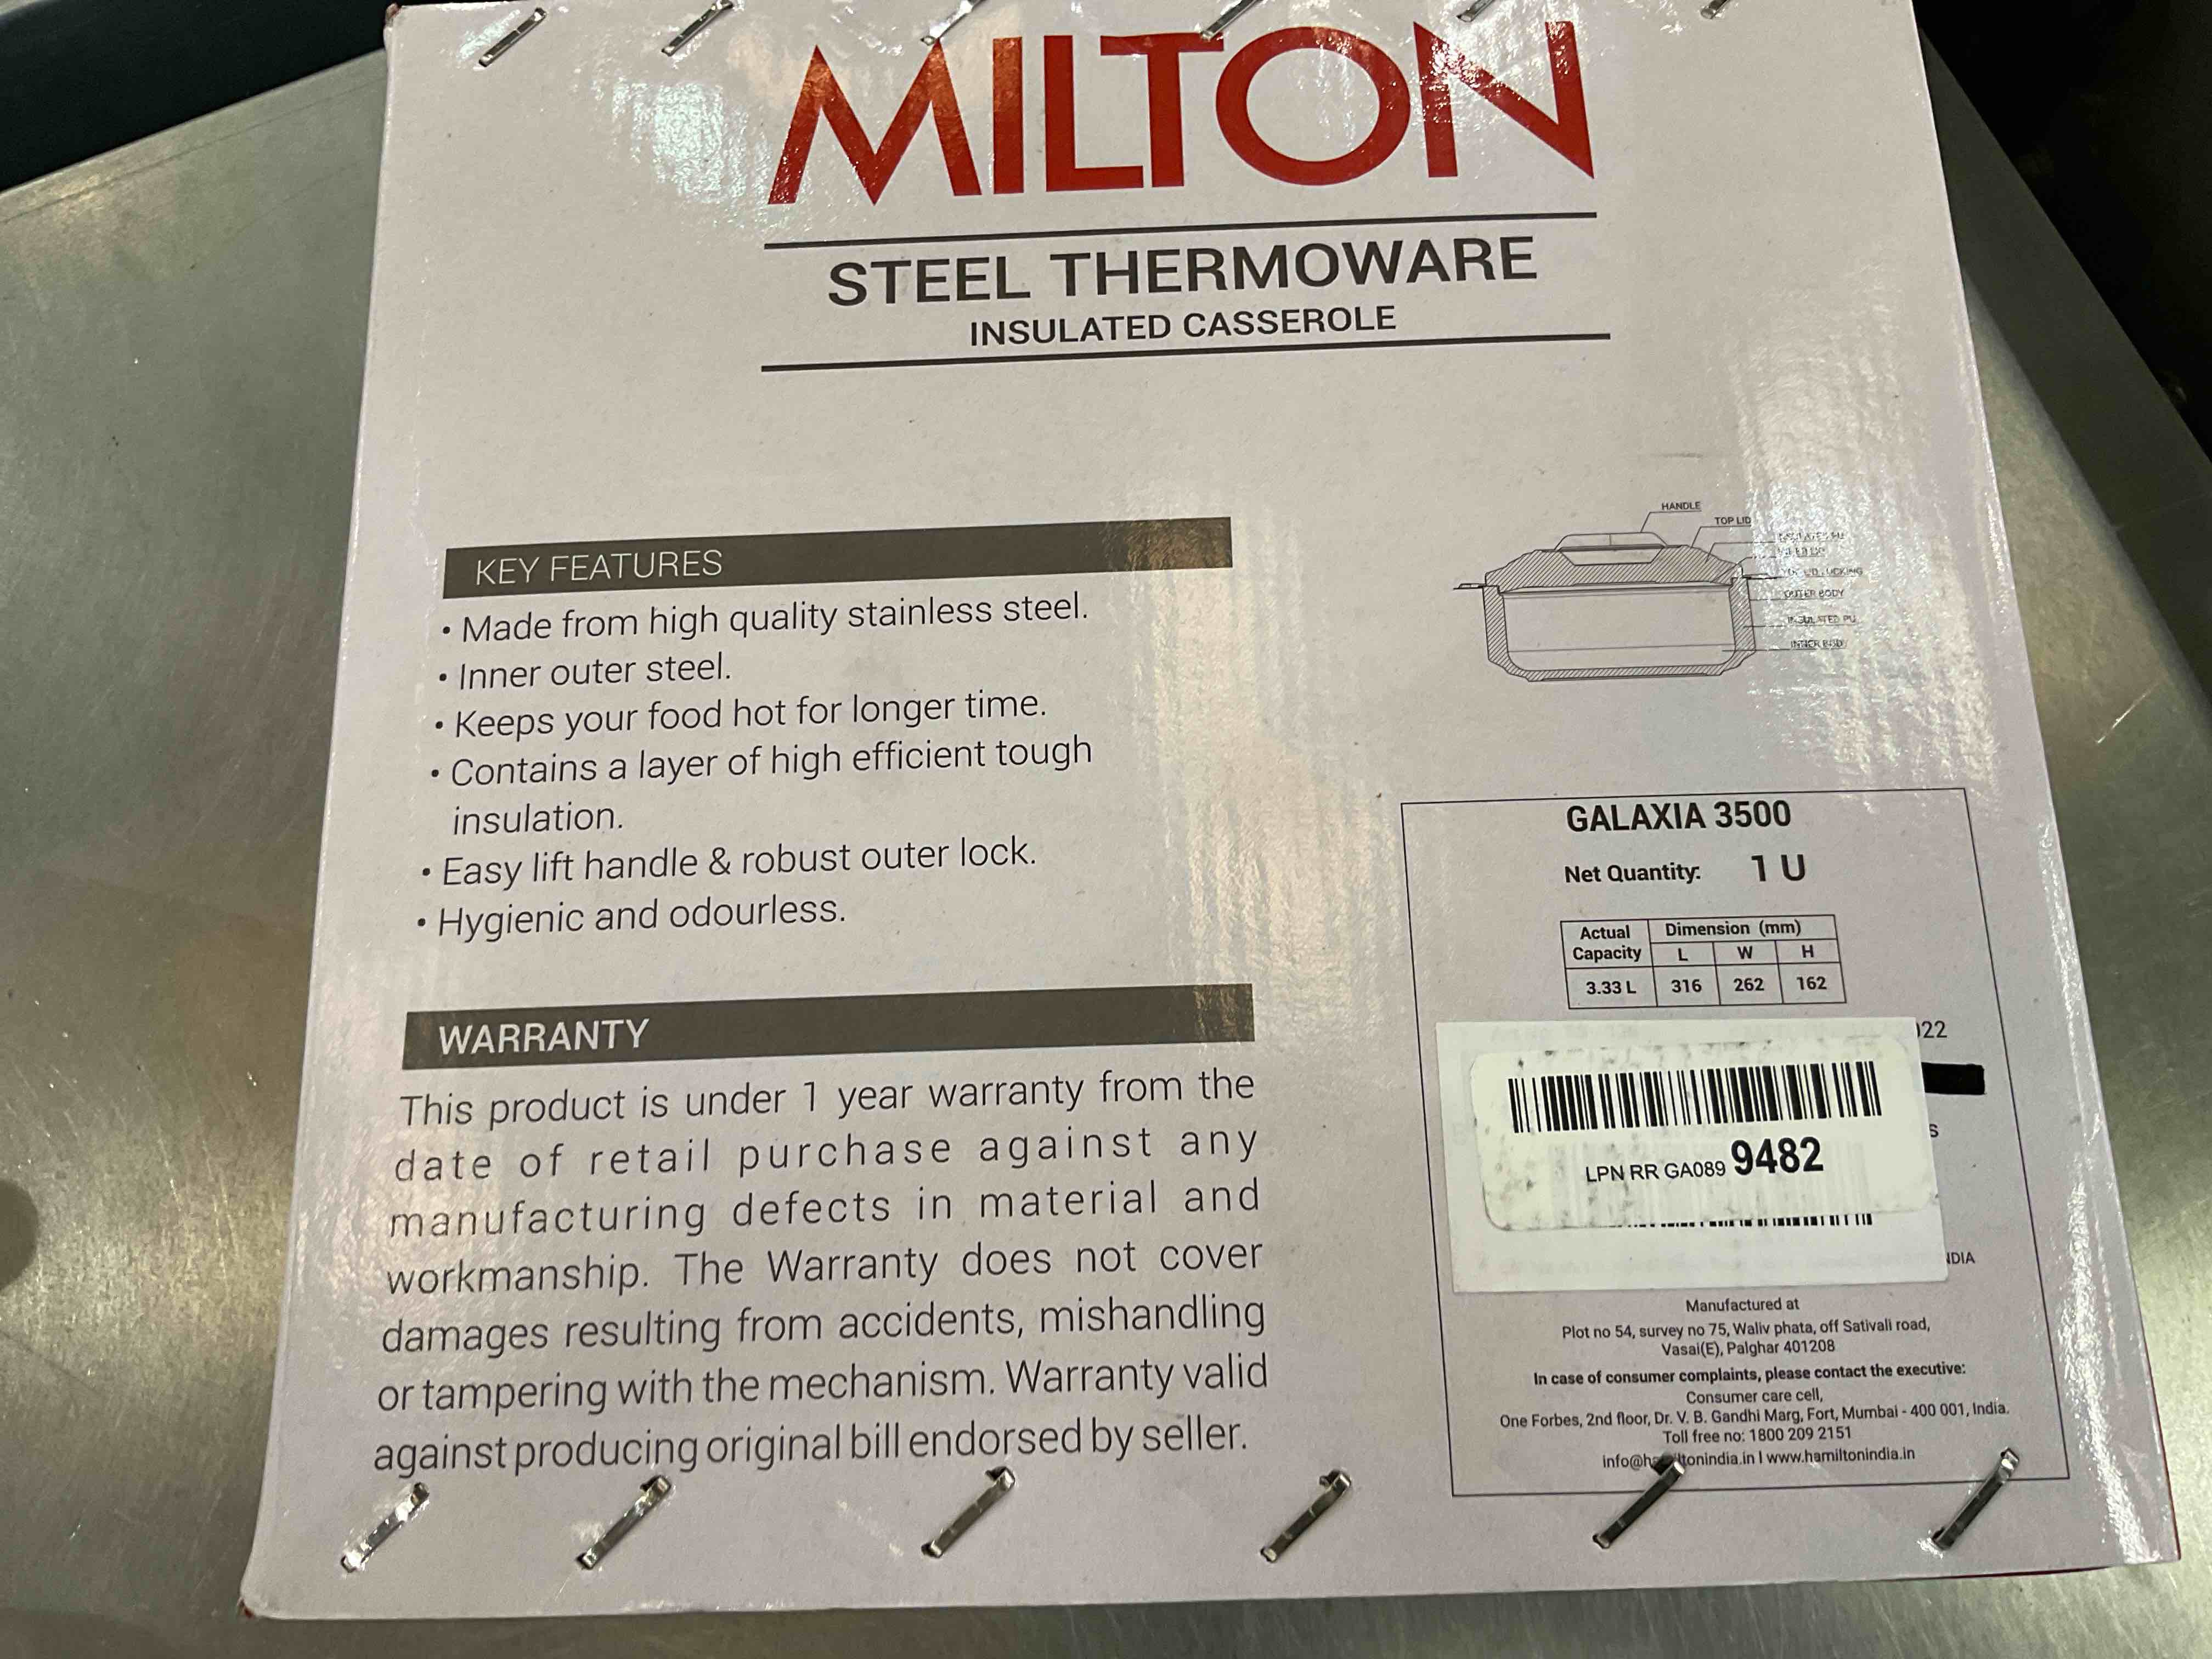 MILTON
STEEL THERMOWARE
INSULATED CASSEROLE
KEY FEATURES
• Made from high quality stainless steel.
• Inner outer steel.
• Keeps your food hot for longer time.
• Contains a layer of high efficient tough
insulation.
• Easy lift handle & robust outer lock.
• Hygienic and odourless.
WARRANTY
This product is under 1 year warranty from the
date of retail purchase against any
manufacturing defects in material and
workmanship. The Warranty does not cover
damages resulting from accidents, mishandling
or tampering with the mechanism. Warranty valid
against producing original bill endorsed by seller.
HANDLE
TOP LID
OUTER BODY
INSULATED PU
GALAXIA 3500
Net Quantity: 1 U
Actual Capacity Dimension (mm)
L W H
3.33 L 316 262 162
22
LPN RR GA089 9482
Manufactured at
Plot no 54, survey no 75, Waliv phata, off Sativali road,
Vasai(E), Palghar 401208
In case of consumer complaints, please contact the executive:
Consumer care cell,
One Forbes, 2nd floor, Dr. V. B. Gandhi Marg, Fort, Mumbai - 400 001, India.
Toll free no: 1800 209 2151
www.hamiltonindia.in